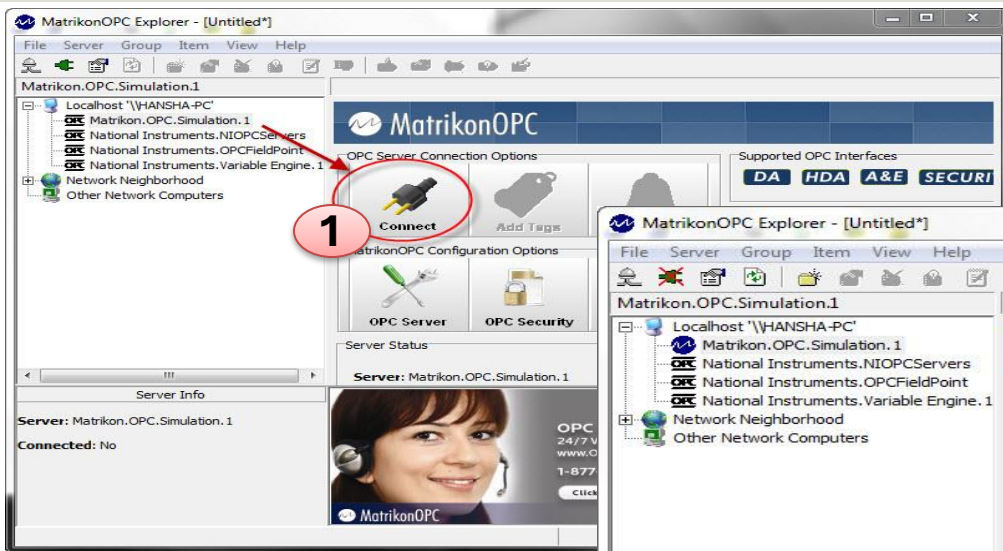 MatrikonOPC Explorer - [Untitled*]
File Server Group Item View Help
Matrikon.OPC.Simulation.1
Localhost '\\HANSHA-PC'
Matrikon.OPC.Simulation.1
National Instruments.NIOPCServers
National Instruments.OPCFieldPoint
National Instruments.Variable Engine.1
Network Neighborhood
Other Network Computers
MatrikonOPC
OPC Server Connection Options
Connect
Add Tags
1
Supported OPC Interfaces
DA HDA A&E SECURI
MatrikonOPC Configuration Options
OPC Server
OPC Security
Server Status
Server: Matrikon.OPC.Simulation.1
Server Info
Server: Matrikon.OPC.Simulation.1
Connected: No
OPC
24/7 V
www.O
1-877
Click
MatrikonOPC
MatrikonOPC Explorer - [Untitled*]
File Server Group Item View Help
Matrikon.OPC.Simulation.1
Localhost '\\HANSHA-PC'
Matrikon.OPC.Simulation.1
OPC National Instruments.NIOPCServers
OPC National Instruments.OPCFieldPoint
OPC National Instruments.Variable Engine.1
Network Neighborhood
Other Network Computers